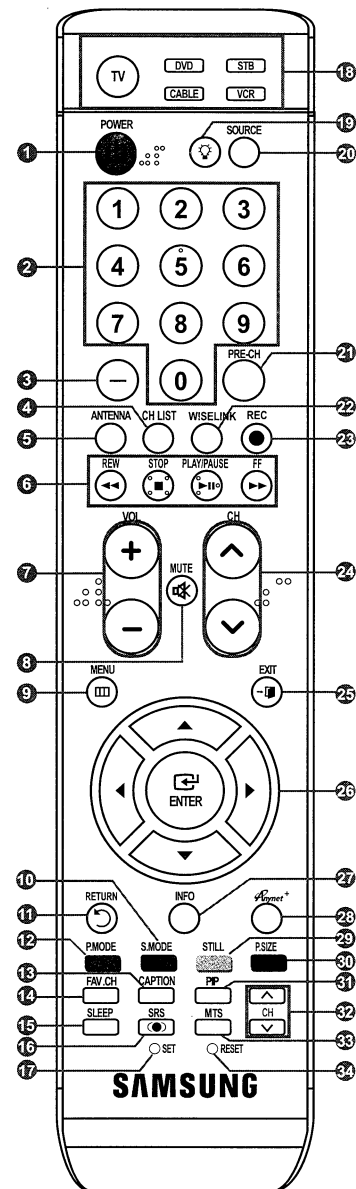 TV DVD STB 18
CABLE VCR
POWER 19 SOURCE
1 20
1 2 3
2 4 5 6
7 8 9
PRE-CH 21
3 − 0
4 22
ANTENNA CH LIST WISELINK REC
5 23
REW STOP PLAY/PAUSE FF
6
VOL CH
7 + 24
MUTE
−
8
MENU EXIT
9 25
ENTER 26
10 27
RETURN INFO Anynet+
11 28
12 29
P.MODE S.MODE STILL P.SIZE
13 30
FAV.CH CAPTION PIP 31
14
SLEEP SRS MTS CH 32
15
16 33
17 SET RESET 34
SAMSUNG